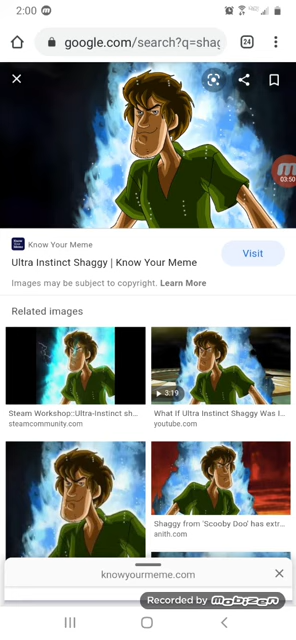 2:00
google.com/search?q=shag
24
03:50
Know Your Meme
Ultra Instinct Shaggy | Know Your Meme
Visit
Images may be subject to copyright. Learn More
Related images
3:19
Steam Workshop::Ultra-Instinct sh...
steamcommunity.com
What If Ultra Instinct Shaggy Was I...
youtube.com
Shaggy from 'Scooby Doo' has extr...
anith.com
knowyourmeme.com
Recorded by mobizen